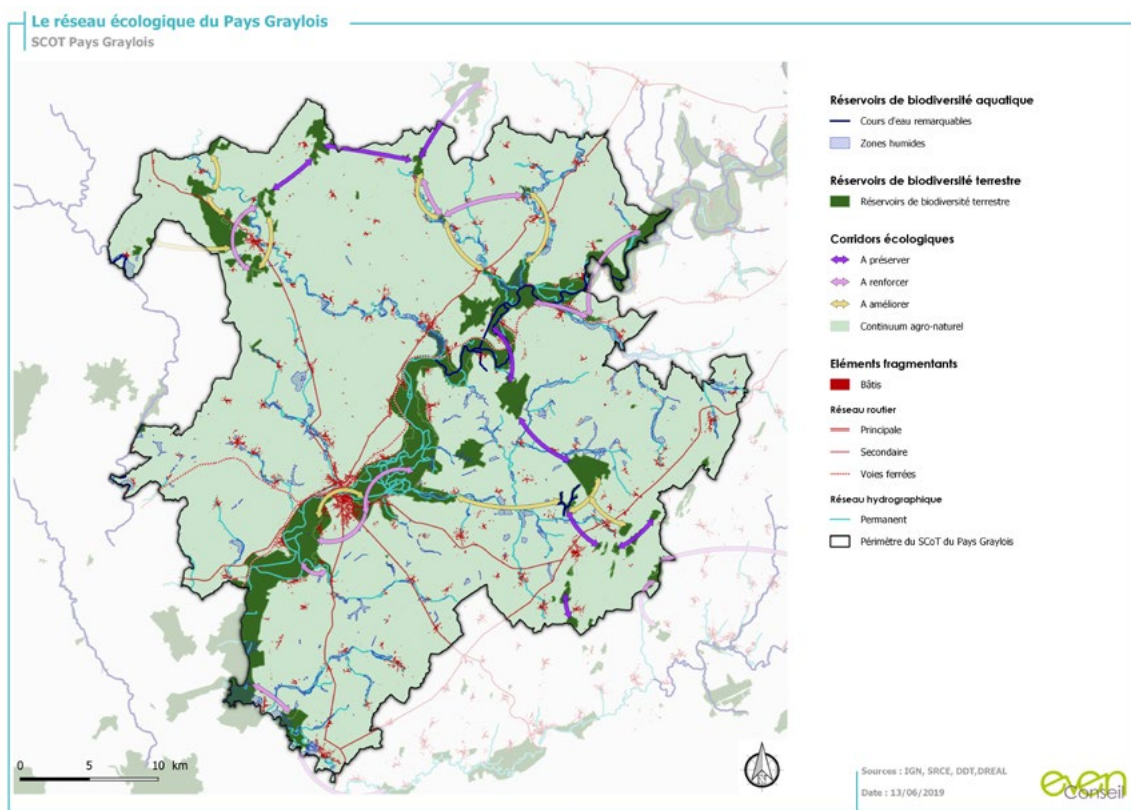 Le réseau écologique du Pays Graylois
SCOT Pays Graylois
Réservoirs de biodiversité aquatique
Cours d'eau remarquables
Zones humides
Réservoirs de biodiversité terrestre
Réservoirs de biodiversité terrestre
Corridors écologiques
A préserver
A renforcer
A améliorer
Continuum agro-naturel
Eléments fragmentants
Bâtis
Réseau routier
Principale
Secondaire
Voies ferrées
Réseau hydrographique
Permanent
Périmètre du SCoT du Pays Graylois
0 5 10 km
N
Sources : IGN, SRCE, DDT,DREAL
Date : 13/06/2019
even
Conseil